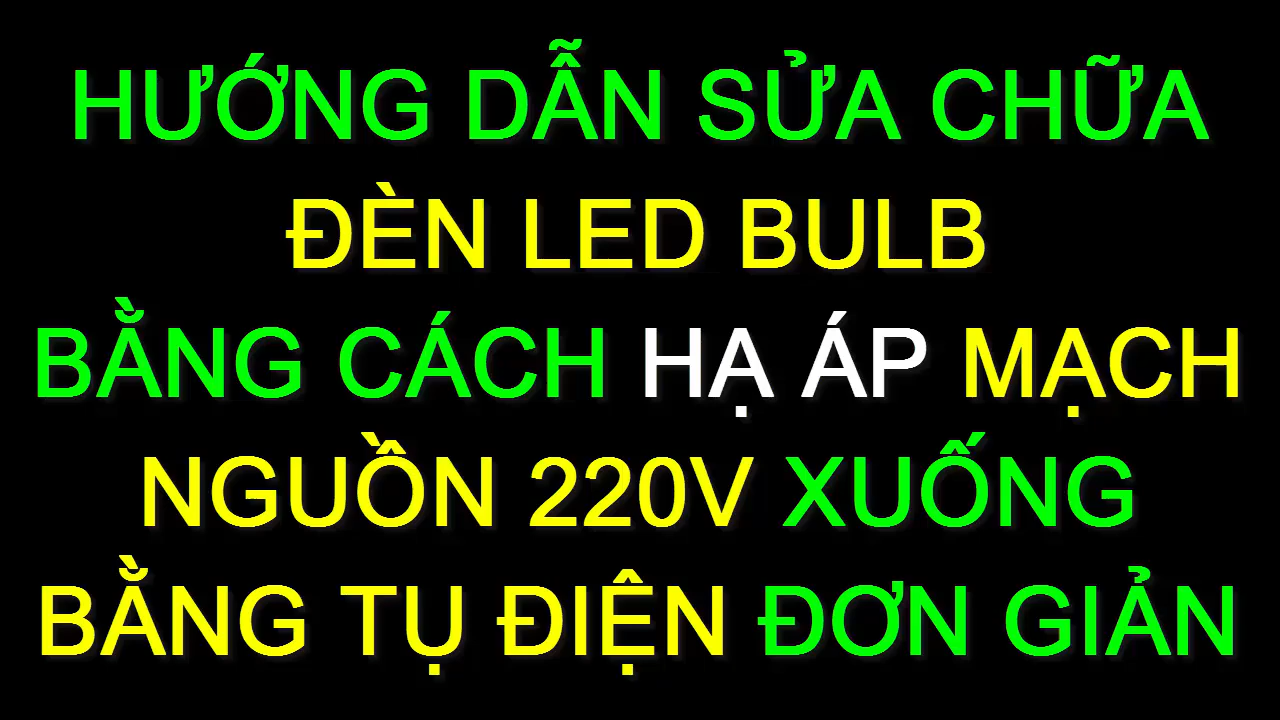 HƯỚNG DẪN SỬA CHỮA
ĐÈN LED BULB
BẰNG CÁCH HẠ ÁP MẠCH
NGUỒN 220V XUỐNG
BẰNG TỤ ĐIỆN ĐƠN GIẢN